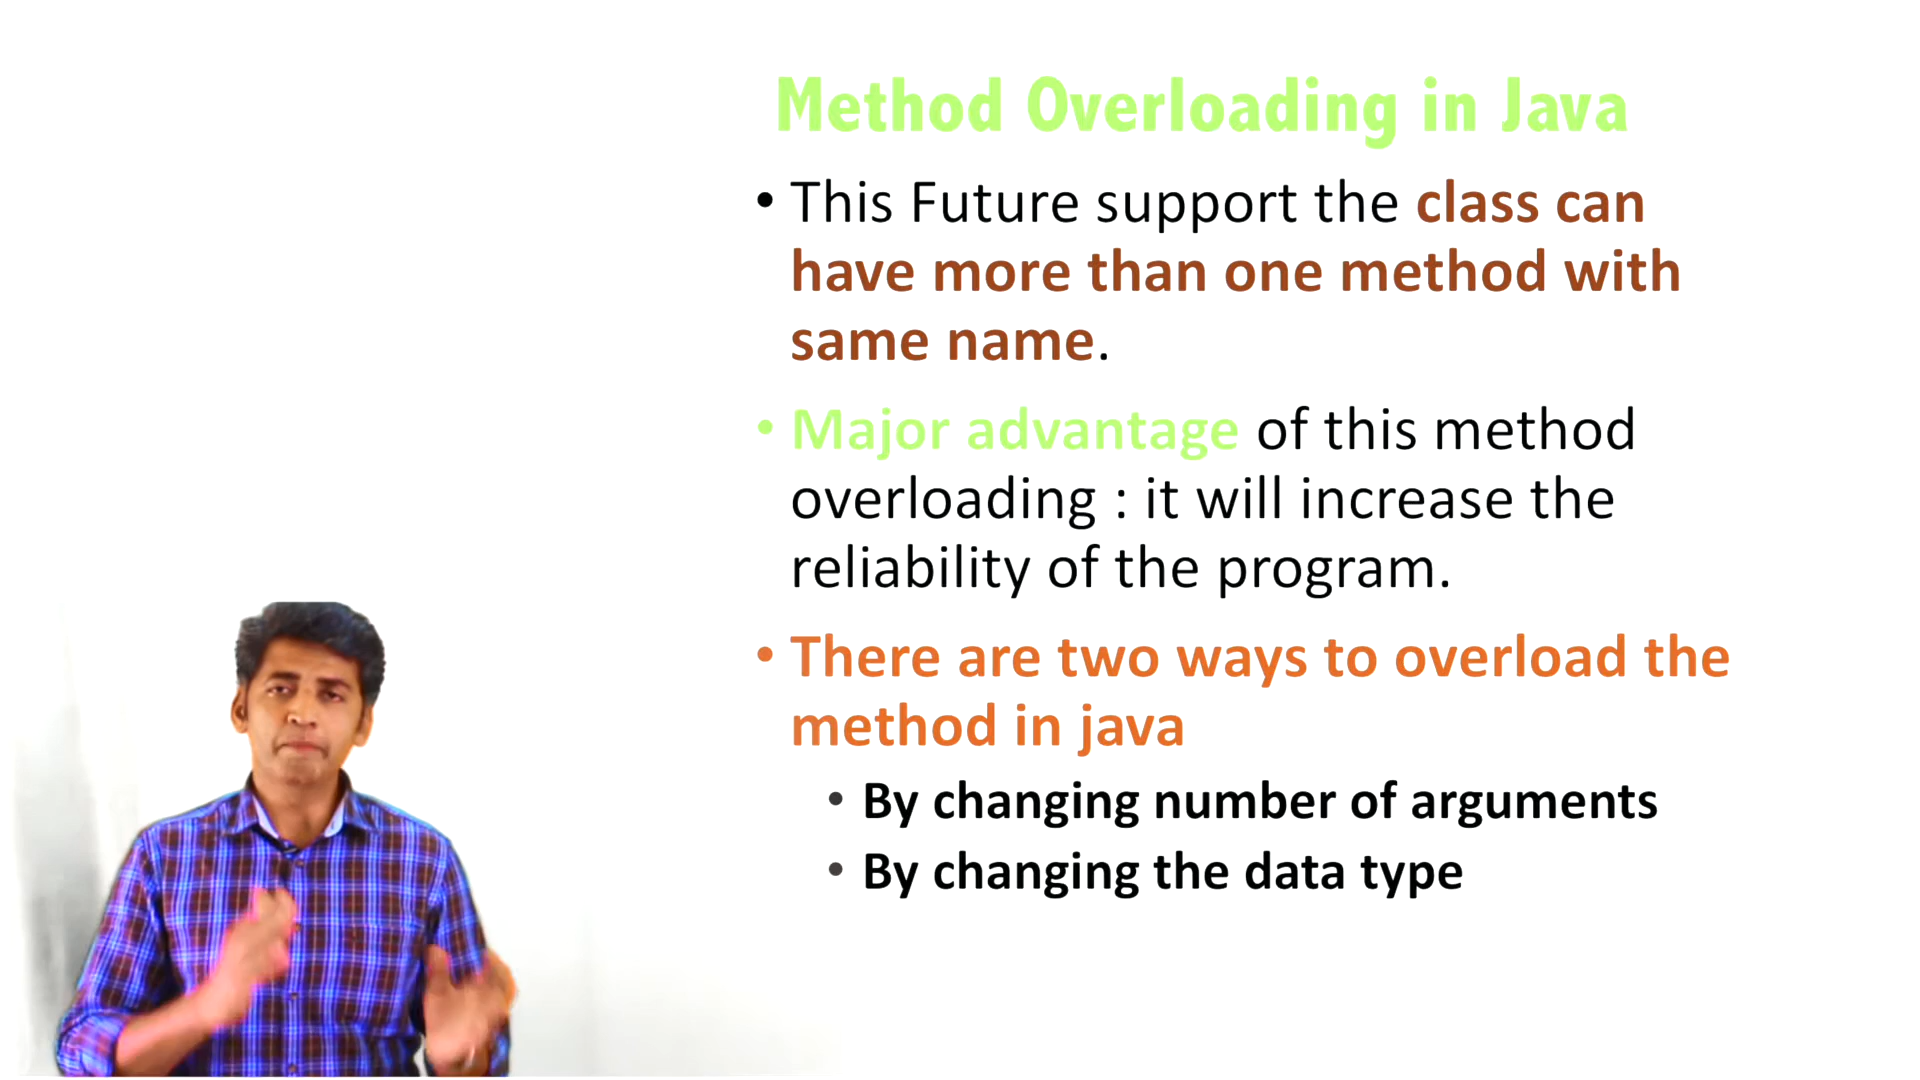 Method Overloading in Java
• This Future support the class can
have more than one method with
same name.
• Major advantage of this method
overloading : it will increase the
reliability of the program.
• There are two ways to overload the
method in java
• By changing number of arguments
• By changing the data type